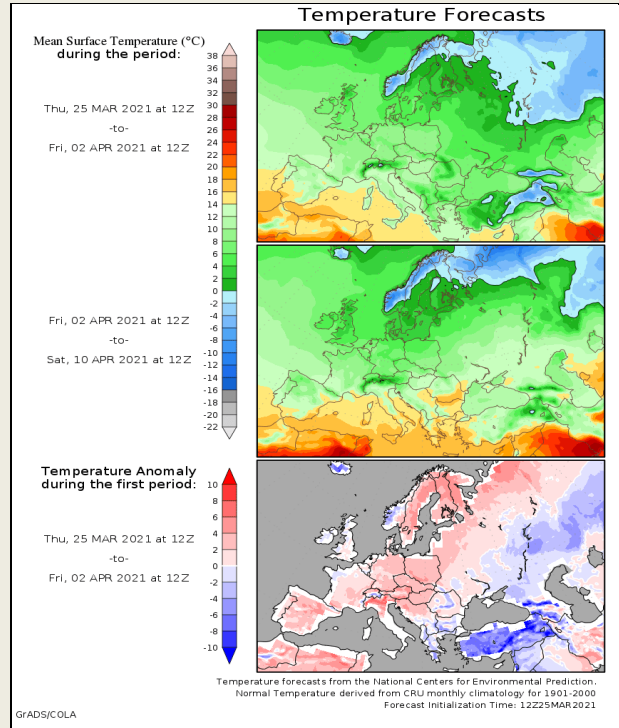 Temperature Forecasts
Mean Surface Temperature (°C)
during the period:
Thu, 25 MAR 2021 at 12Z
-to-
Fri, 02 APR 2021 at 12Z
38
36
34
32
30
28
26
24
22
20
18
16
14
12
10
8
6
4
2
0
-2
-4
-6
-8
-10
-12
-14
-16
-18
-20
-22
Fri, 02 APR 2021 at 12Z
-to-
Sat, 10 APR 2021 at 12Z
Temperature Anomaly
during the first period:
Thu, 25 MAR 2021 at 12Z
-to-
Fri, 02 APR 2021 at 12Z
10
8
6
4
2
0
-2
-4
-6
-8
-10
Temperature forecasts from the National Centers for Environmental Prediction.
Normal Temperature derived from CRU monthly climatology for 1901-2000
Forecast Initialization Time: 12Z25MAR2021
GrADS/COLA